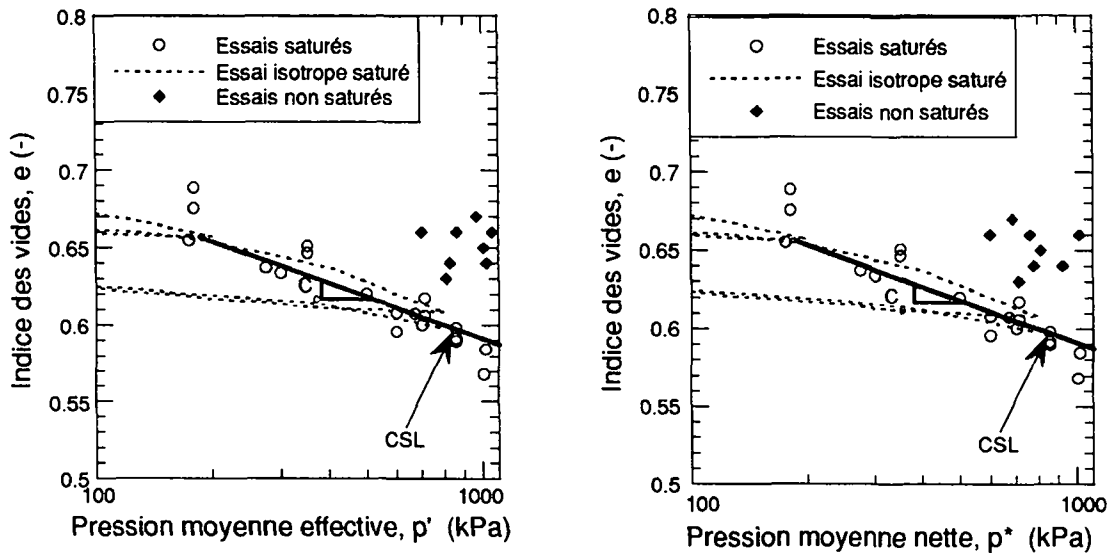 0.8
0.75
0.7
0.65
0.6
0.55
0.5
Indice des vides, e (-)
Essais saturés
Essai isotrope saturé
Essais non saturés
C
CSL
100
1000
Pression moyenne effective, p' (kPa)
0.8
0.75
0.7
0.65
0.6
0.55
0.5
Indice des vides, e (-)
Essais saturés
Essai isotrope saturé
Essais non saturés
C
CSL
100
1000
Pression moyenne nette, p* (kPa)